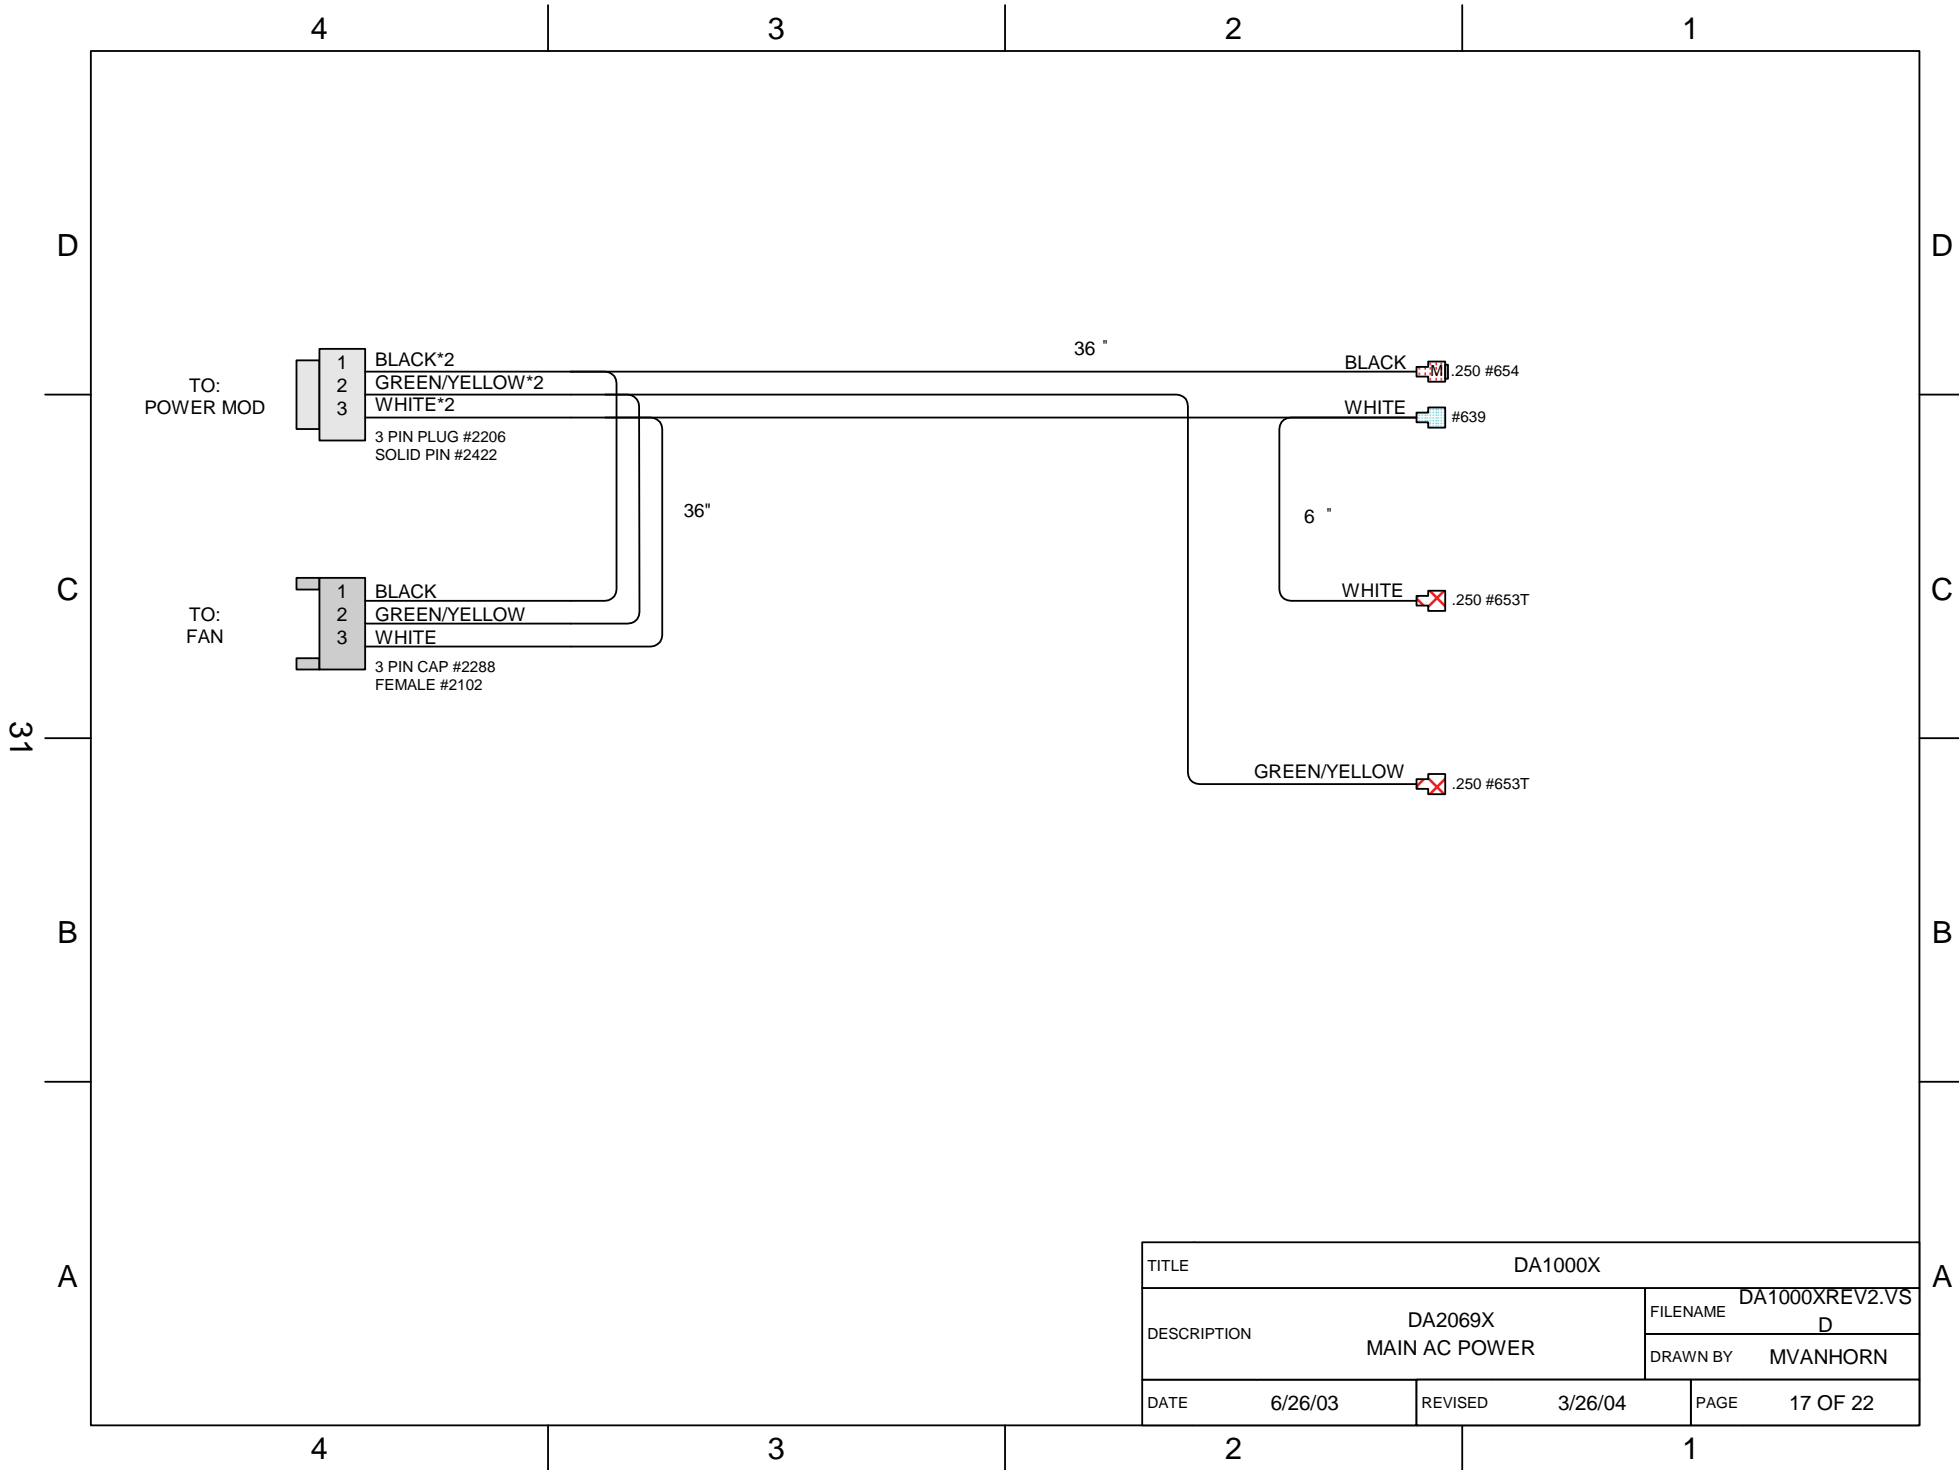 4 3 2 1
D D
36 "
TO:
POWER MOD
1 BLACK*2
2 GREEN/YELLOW*2
3 WHITE*2
3 PIN PLUG #2206
SOLID PIN #2422
BLACK M .250 #654
WHITE #639
36"
6 "
C C
TO:
FAN
1 BLACK
2 GREEN/YELLOW
3 WHITE
3 PIN CAP #2288
FEMALE #2102
WHITE .250 #653T
31
GREEN/YELLOW .250 #653T
B B
A A
TITLE DA1000X
DESCRIPTION DA2069X
MAIN AC POWER
FILENAME DA1000XREV2.VS
D
DRAWN BY MVANHORN
DATE 6/26/03 REVISED 3/26/04 PAGE 17 OF 22
4 3 2 1